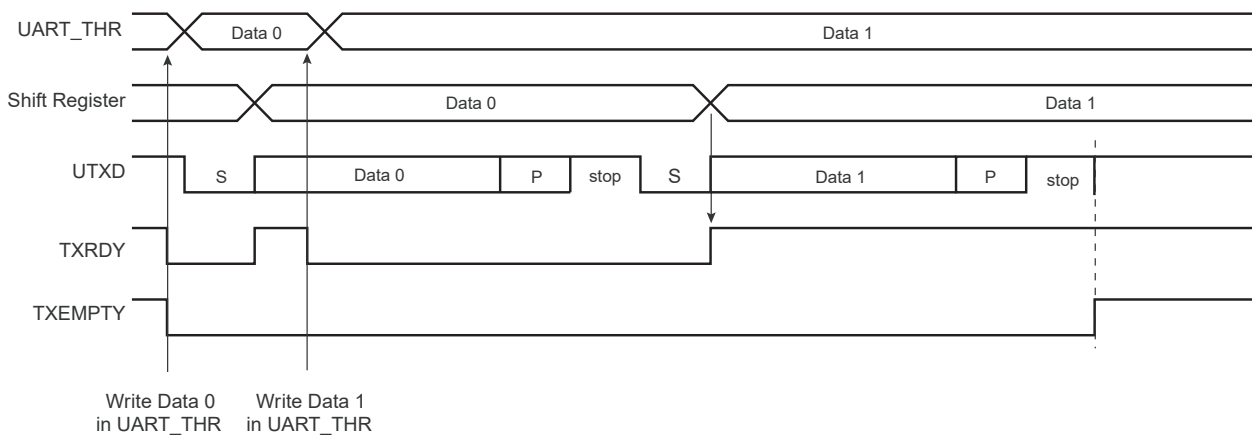 UART_THR
Data 0
Data 1
Shift Register
Data 0
Data 1
UTXD
S
Data 0
P
stop
S
Data 1
P
stop
TXRDY
TXEMPTY
Write Data 0
in UART_THR
Write Data 1
in UART_THR